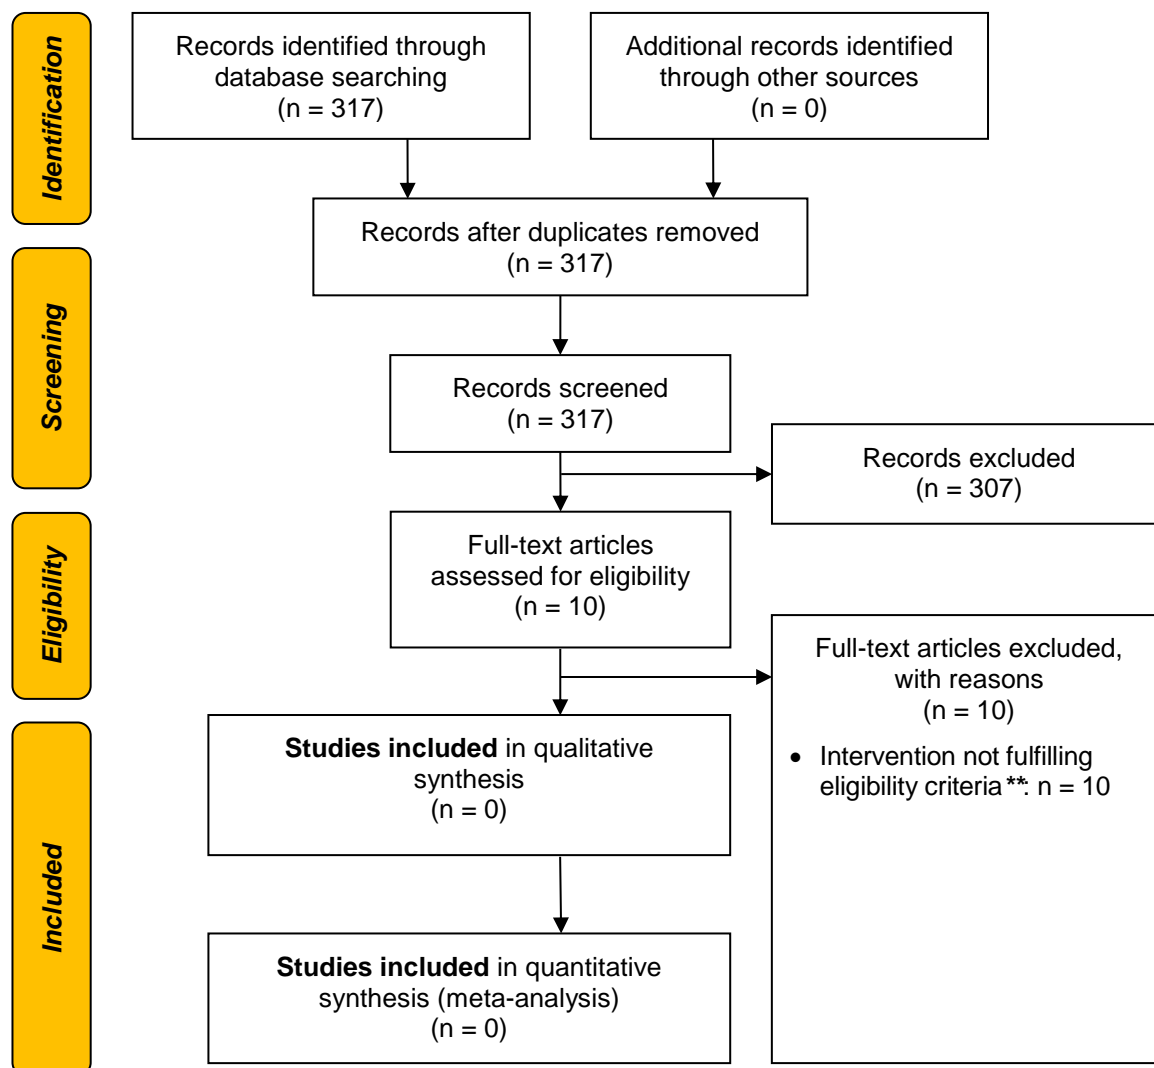 Identification
Records identified through
database searching
(n = 317)
Additional records identified
through other sources
(n = 0)
Records after duplicates removed
(n = 317)
Screening
Records screened
(n = 317)
Records excluded
(n = 307)
Eligibility
Full-text articles
assessed for eligibility
(n = 10)
Full-text articles excluded,
with reasons
(n = 10)
• Intervention not fulfilling
eligibility criteria**: n = 10
Included
Studies included in qualitative
synthesis
(n = 0)
Studies included in quantitative
synthesis (meta-analysis)
(n = 0)